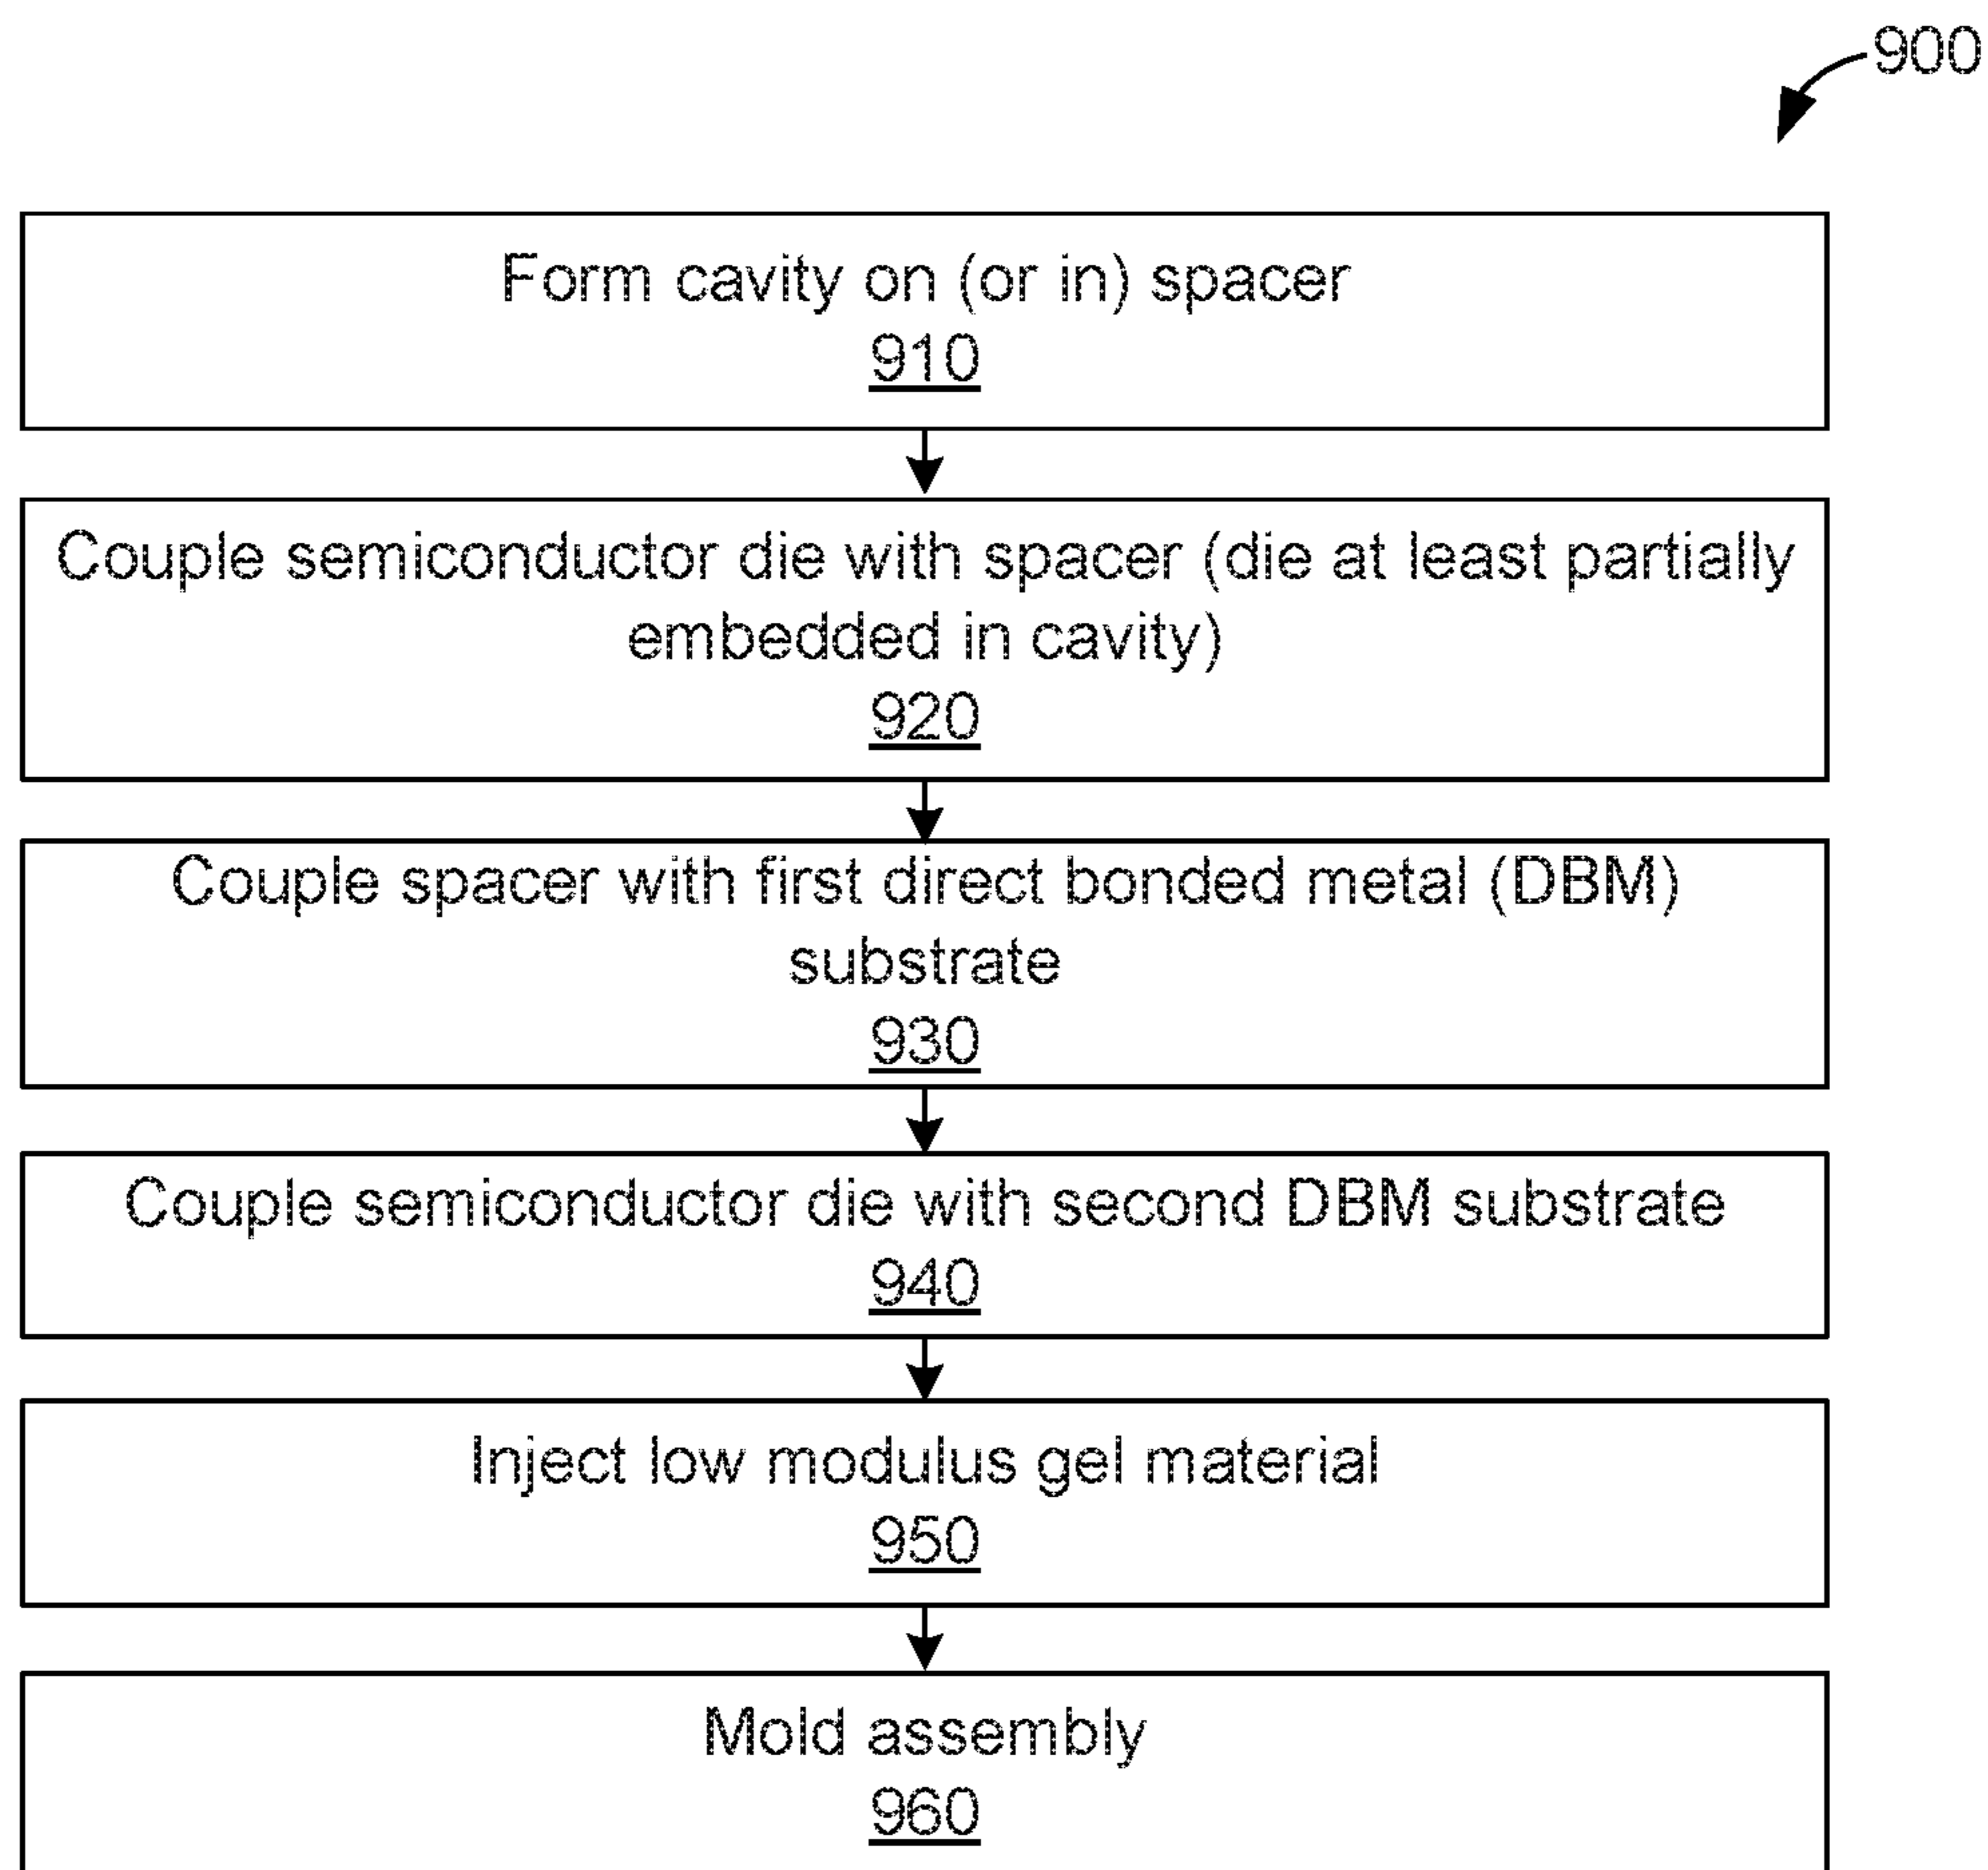 900
Form cavity on (or in) spacer
910
Couple semiconductor die with spacer (die at least partially
embedded in cavity)
920
Couple spacer with first direct bonded metal (DBM)
substrate
930
Couple semiconductor die with second DBM substrate
940
Inject low modulus gel material
950
Mold assembly
960